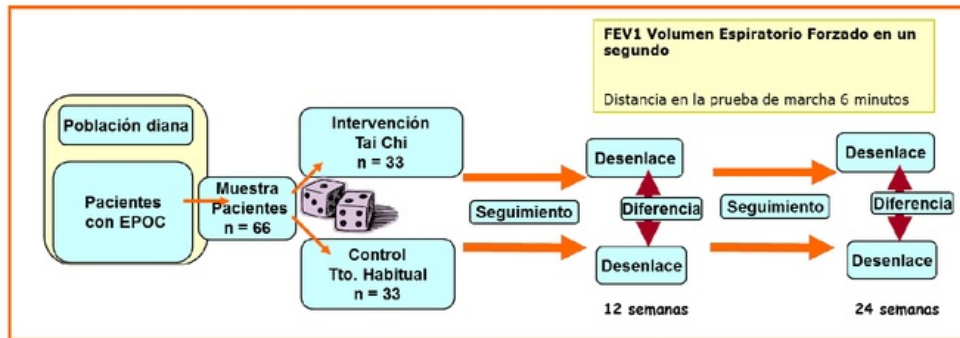 FEV1 Volumen Espiratorio Forzado en un
segundo
Distancia en la prueba de marcha 6 minutos
Población diana
Pacientes
con EPOC
Muestra
Pacientes
n = 66
Intervención
Tai Chi
n = 33
Control
Tto. Habitual
n = 33
Seguimiento
Desenlace
Diferencia
Desenlace
12 semanas
Seguimiento
Desenlace
Diferencia
Desenlace
24 semanas